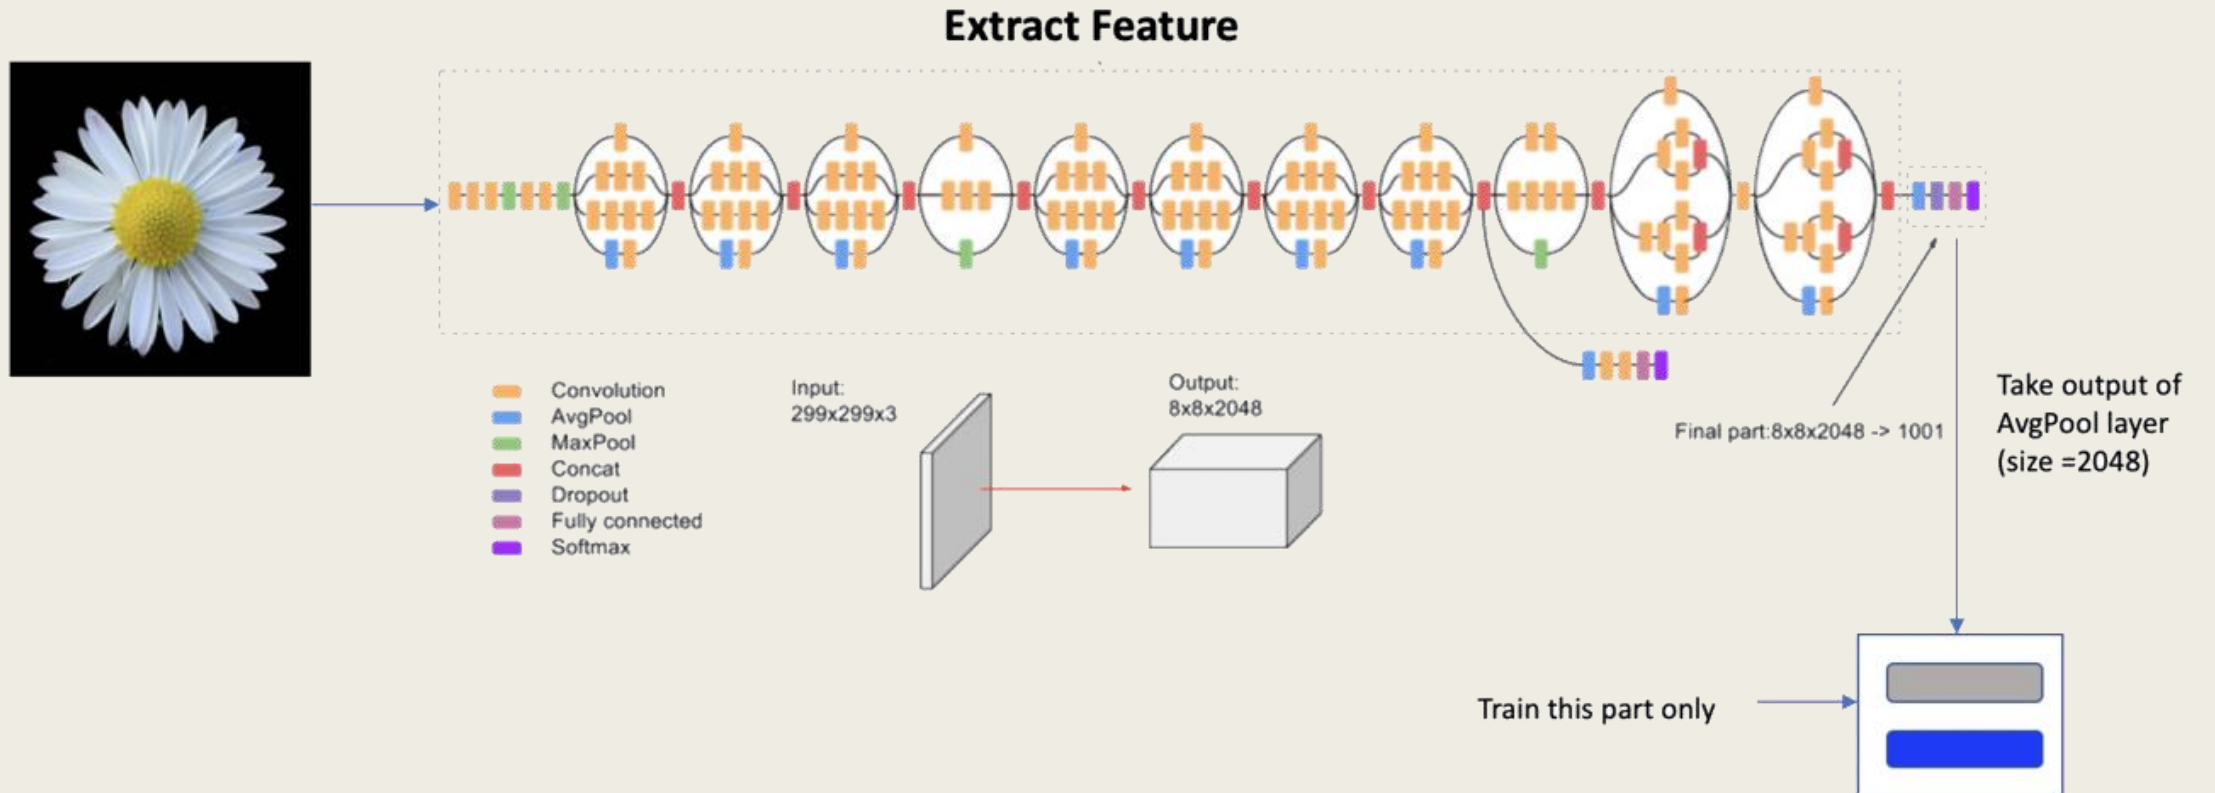 Extract Feature
Convolution
AvgPool
MaxPool
Concat
Dropout
Fully connected
Softmax
Input:
299x299x3
Output:
8x8x2048
Final part:8x8x2048 -> 1001
Take output of
AvgPool layer
(size =2048)
Train this part only